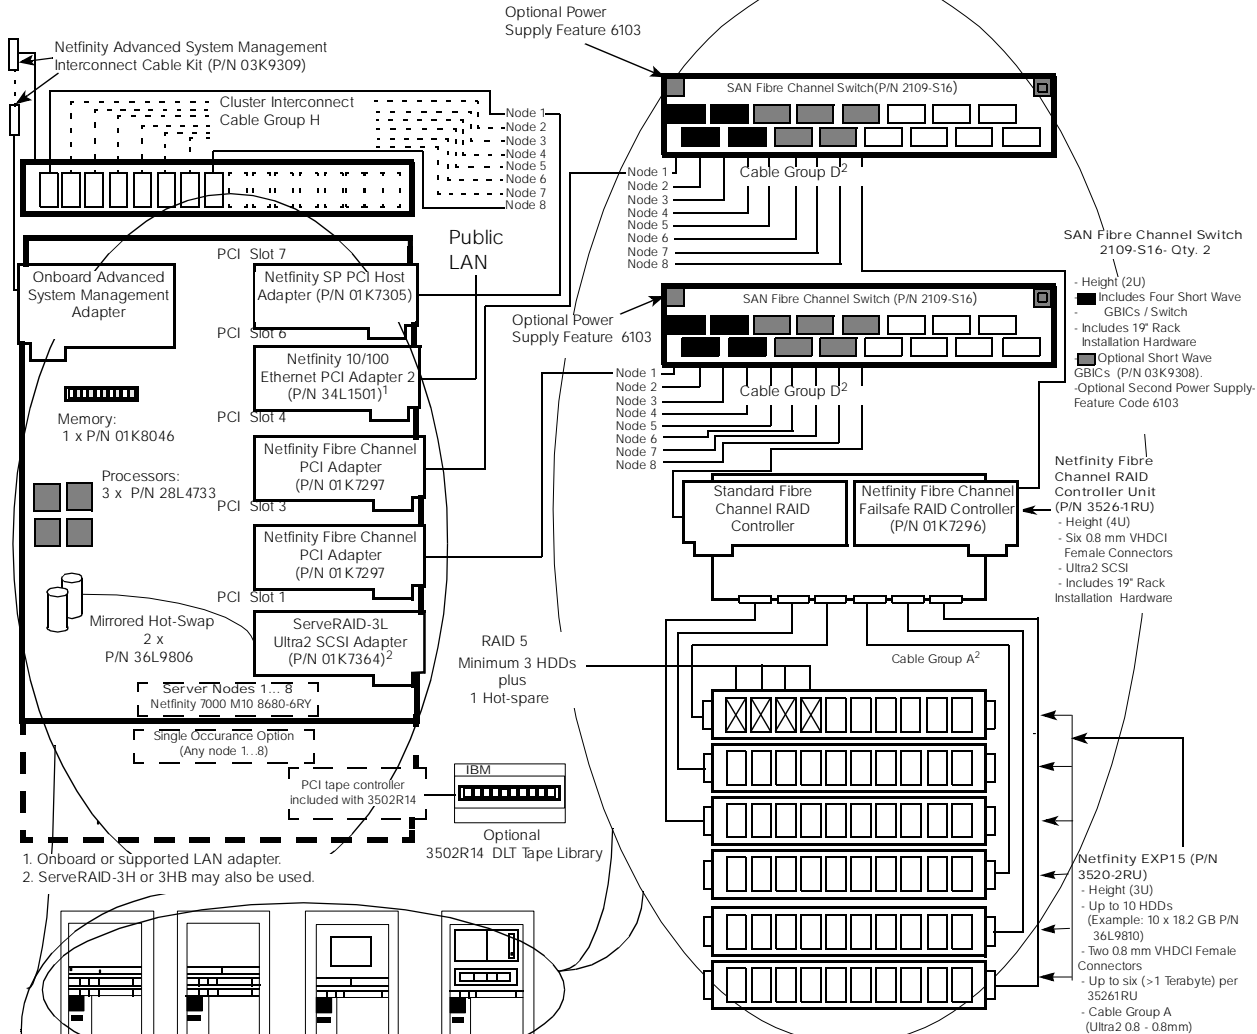 Optional Power
Supply Feature 6103
Netfinity Advanced System Management
Interconnect Cable Kit (P/N 03K9309)
Cluster Interconnect
Cable Group H
Node 1
Node 2
Node 3
Node 4
Node 5
Node 6
Node 7
Node 8
SAN Fibre Channel Switch(P/N 2109-S16)
Node 1
Node 2
Node 3
Node 4
Node 5
Node 6
Node 7
Node 8
Cable Group D2
Public
LAN
PCI Slot 7
Onboard Advanced
System Management
Adapter
Netfinity SP PCI Host
Adapter (P/N 01K7305)
PCI Slot 6
Netfinity 10/100
Ethernet PCI Adapter 2
(P/N 34L1501)1
PCI Slot 4
Netfinity Fibre Channel
PCI Adapter
(P/N 01K7297
PCI Slot 3
Netfinity Fibre Channel
PCI Adapter
(P/N 01K7297
PCI Slot 1
ServeRAID-3L
Ultra2 SCSI Adapter
(P/N 01K7364)2
Memory:
1 x P/N 01K8046
Processors:
3 x P/N 28L4733
Mirrored Hot-Swap
2 x
P/N 36L9806
Server Nodes 1... 8
Netfinity 7000 M10 8680-6RY
Single Occurance Option
(Any node 1...8)
PCI tape controller
included with 3502R14
IBM
Optional
3502R14 DLT Tape Library
1. Onboard or supported LAN adapter.
2. ServeRAID-3H or 3HB may also be used.
Optional Power
Supply Feature 6103
SAN Fibre Channel Switch (P/N 2109-S16)
Node 1
Node 2
Node 3
Node 4
Node 5
Node 6
Node 7
Node 8
Cable Group D2
SAN Fibre Channel Switch
2109-S16- Qty. 2
- Height (2U)
- Includes Four Short Wave
- GBICs / Switch
- Includes 19" Rack
Installation Hardware
- Optional Short Wave
GBICs (P/N 03K9308).
-Optional Second Power Supply-
Feature Code 6103
Standard Fibre
Channel RAID
Controller
Netfinity Fibre Channel
Failsafe RAID Controller
(P/N 01K7296)
Netfinity Fibre
Channel RAID
Controller Unit
(P/N 3526-1RU)
- Height (4U)
- Six 0.8 mm VHDCI
Female Connectors
- Ultra2 SCSI
- Includes 19" Rack
Installation Hardware
RAID 5
Minimum 3 HDDs
plus
1 Hot-spare
Cable Group A2
Netfinity EXP15 (P/N
3520-2RU)
- Height (3U)
- Up to 10 HDDs
(Example: 10 x 18.2 GB P/N
36L9810)
- Two 0.8 mm VHDCI Female
Connectors
- Up to six (>1 Terabyte) per
35261RU
- Cable Group A
(Ultra2 0.8 - 0.8mm)